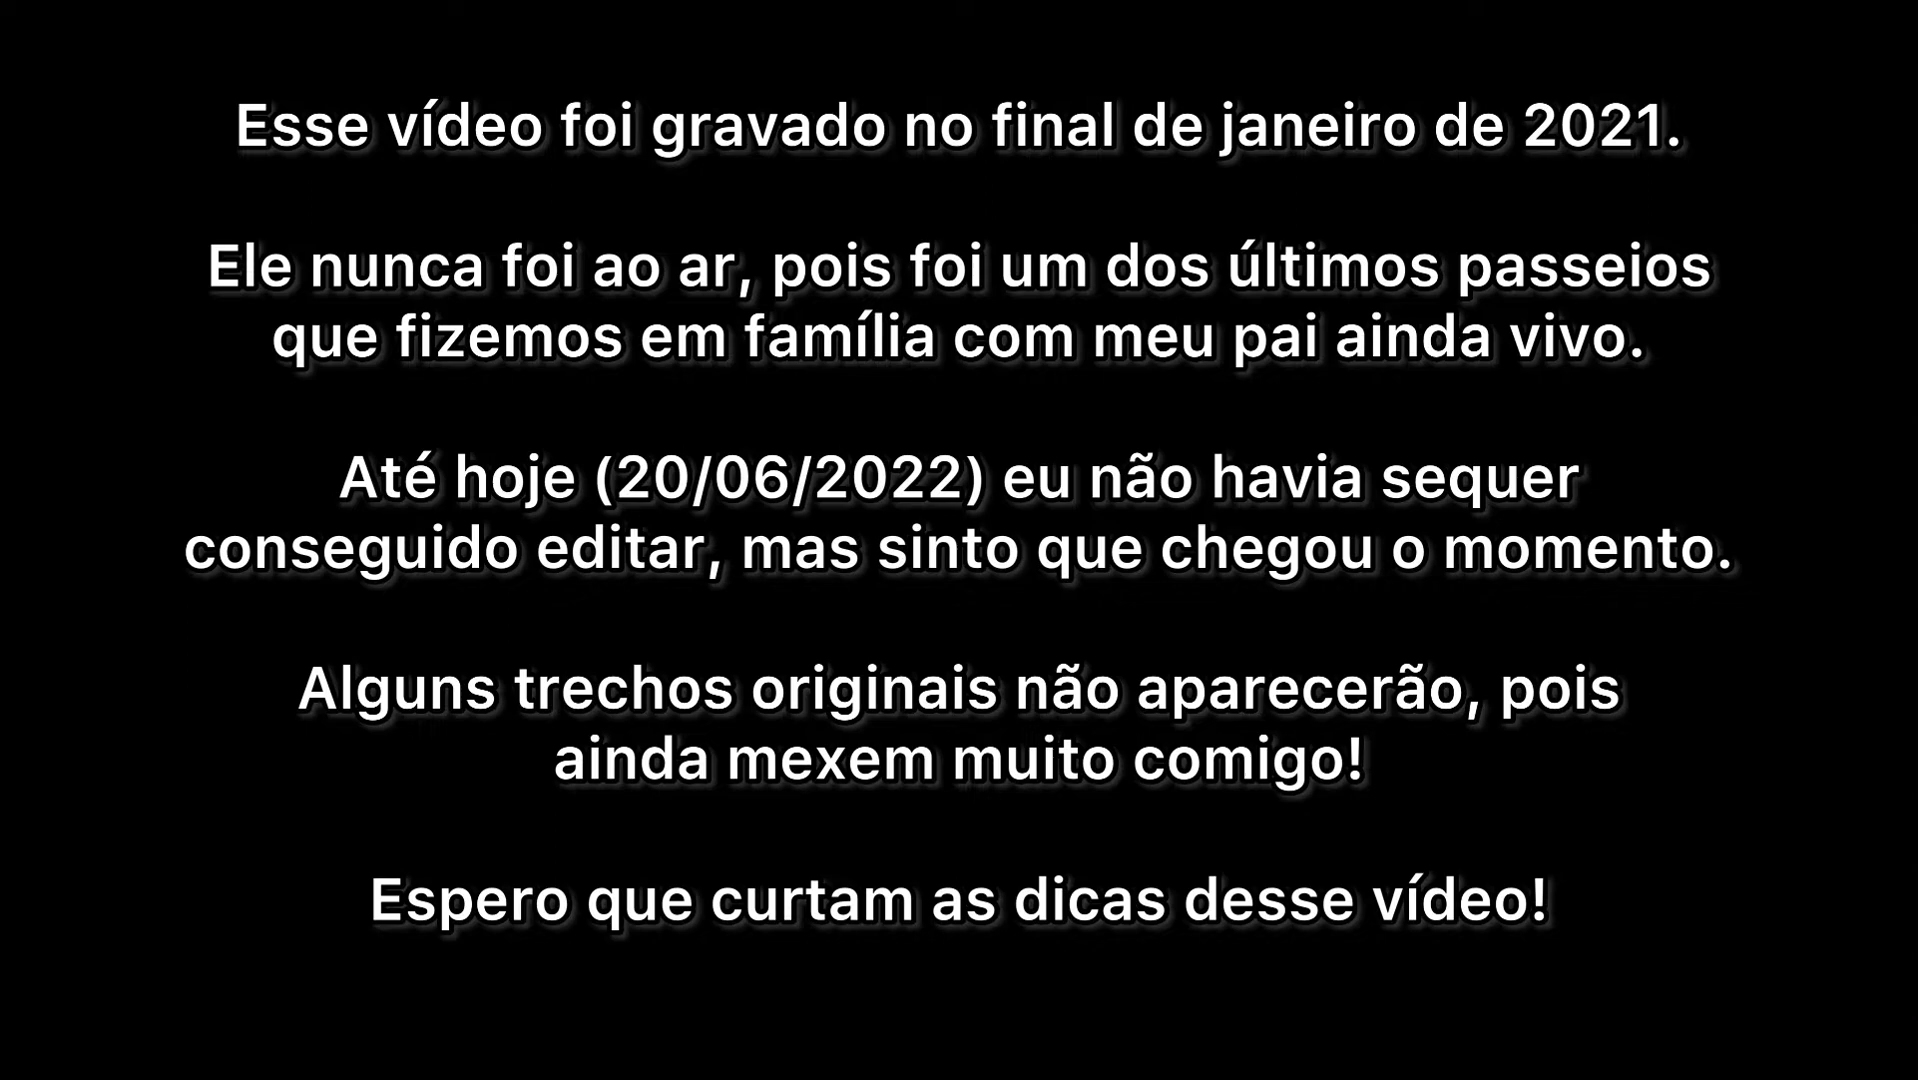 Esse vídeo foi gravado no final de janeiro de 2021.
Ele nunca foi ao ar, pois foi um dos últimos passeios
que fizemos em família com meu pai ainda vivo.
Até hoje (20/06/2022) eu não havia sequer
conseguido editar, mas sinto que chegou o momento.
Alguns trechos originais não aparecerão, pois
ainda mexem muito comigo!
Espero que curtam as dicas desse vídeo!